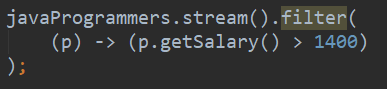 javaProgrammers.stream().filter(
    (p) -> (p.getSalary() > 1400)
);